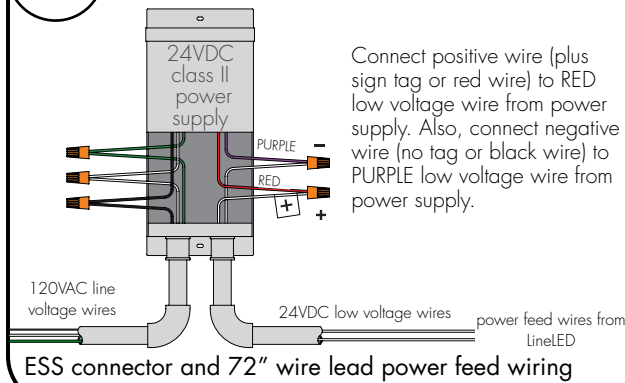 24VDC
class II
power
supply
Connect positive wire (plus
sign tag or red wire) to RED
low voltage wire from power
supply. Also, connect negative
wire (no tag or black wire) to
PURPLE low voltage wire from
power supply.
PURPLE –
RED
+
+
120VAC line
voltage wires
24VDC low voltage wires
power feed wires from
LineLED
ESS connector and 72” wire lead power feed wiring